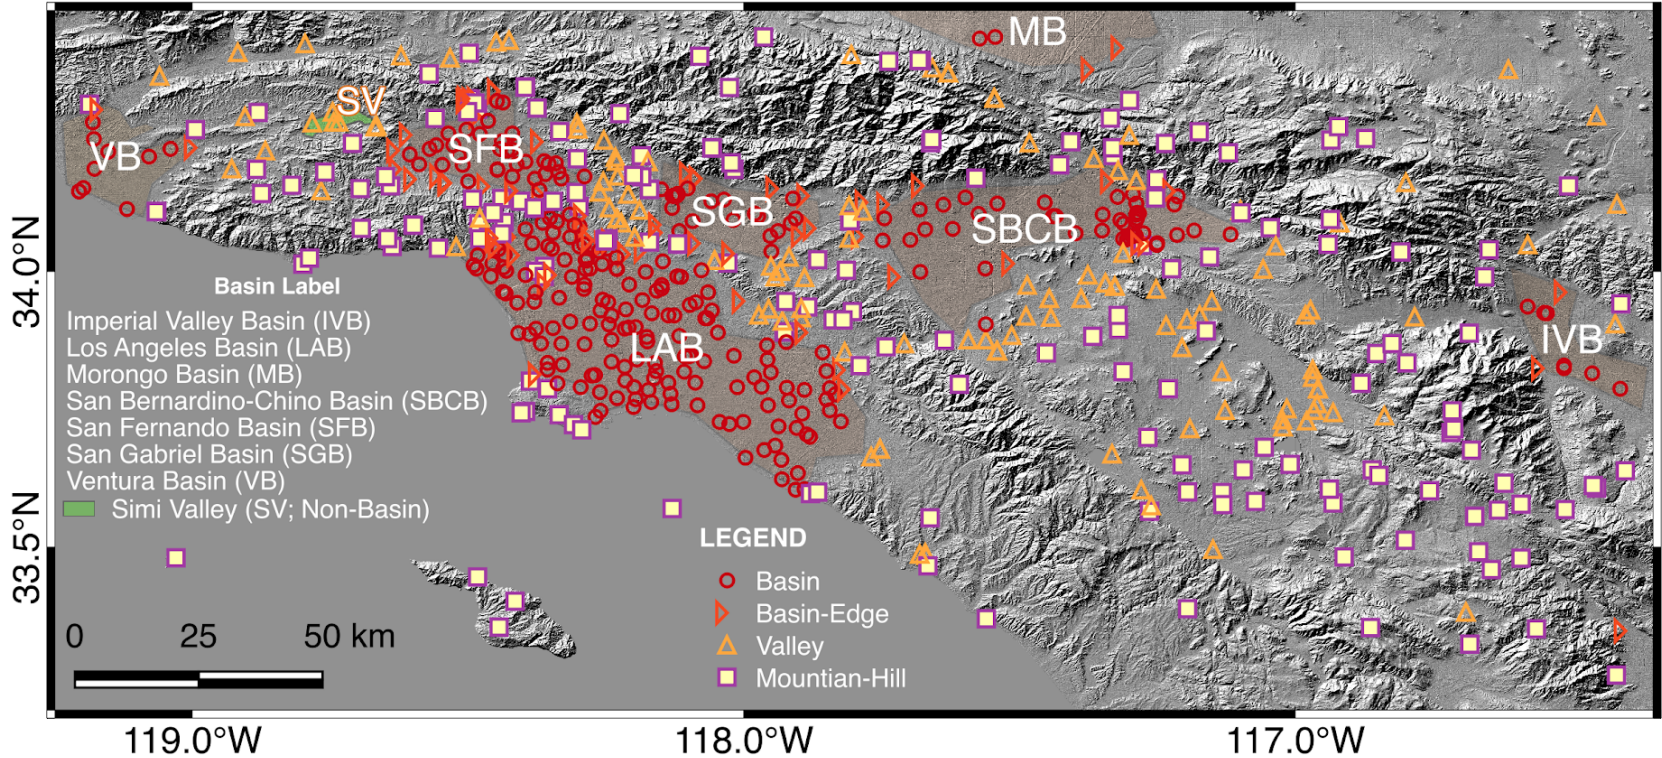 MB
SV
VB
SFB
SGB
SBCB
34.0°N
Basin Label
Imperial Valley Basin (IVB)
Los Angeles Basin (LAB)
LAB
IVB
Morongo Basin (MB)
San Bernardino-Chino Basin (SBCB)
San Fernando Basin (SFB)
San Gabriel Basin (SGB)
Ventura Basin (VB)
Simi Valley (SV; Non-Basin)
33.5°N
LEGEND
Basin
Basin-Edge
Valley
Mountian-Hill
0 25 50 km
119.0°W 118.0°W 117.0°W